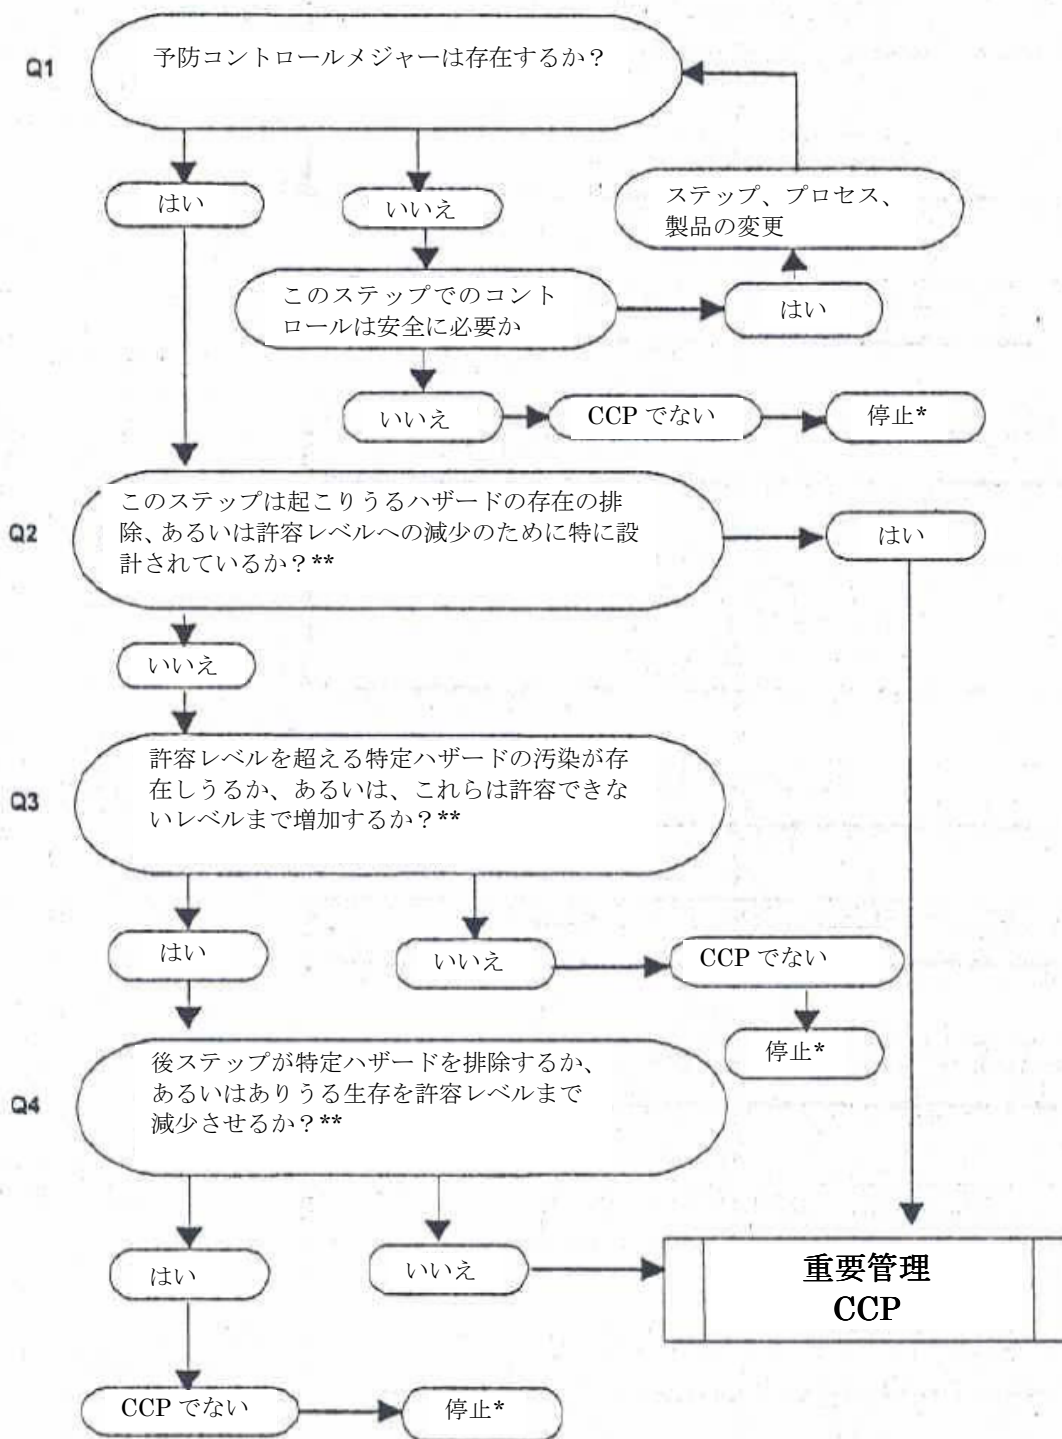 Q1
予防コントロールメジャーは存在するか？
はい
いいえ
ステップ、プロセス、
製品の変更
このステップでのコント
ロールは安全に必要か
はい
いいえ
CCP でない
停止*
Q2
このステップは起こりうるハザードの存在の排
除、あるいは許容レベルへの減少のために特に設
計されているか？**
はい
いいえ
Q3
許容レベルを超える特定ハザードの汚染が存
在しうるか、あるいは、これらは許容できな
いレベルまで増加するか？**
はい
いいえ
CCP でない
停止*
Q4
後ステップが特定ハザードを排除するか、
あるいはありうる生存を許容レベルまで
減少させるか？**
はい
いいえ
重要管理
CCP
CCP でない
停止*